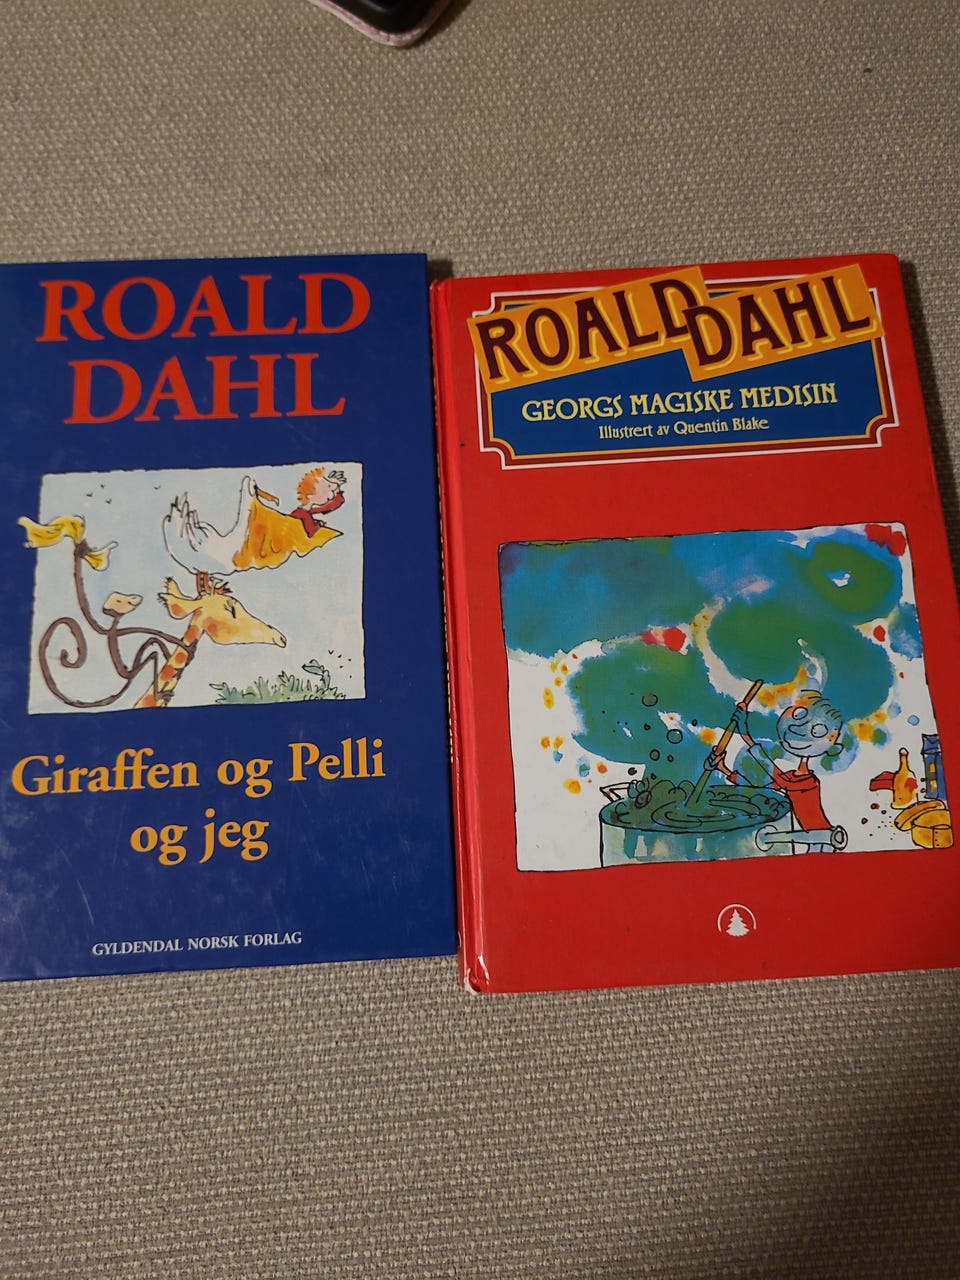 ROALD
DAHL
Giraffen og Pelli
og jeg
GYLDENDAL NORSK FORLAG
ROALD DAHL
GEORGS MAGISKE MEDISIN
Illustrert av Quentin Blake